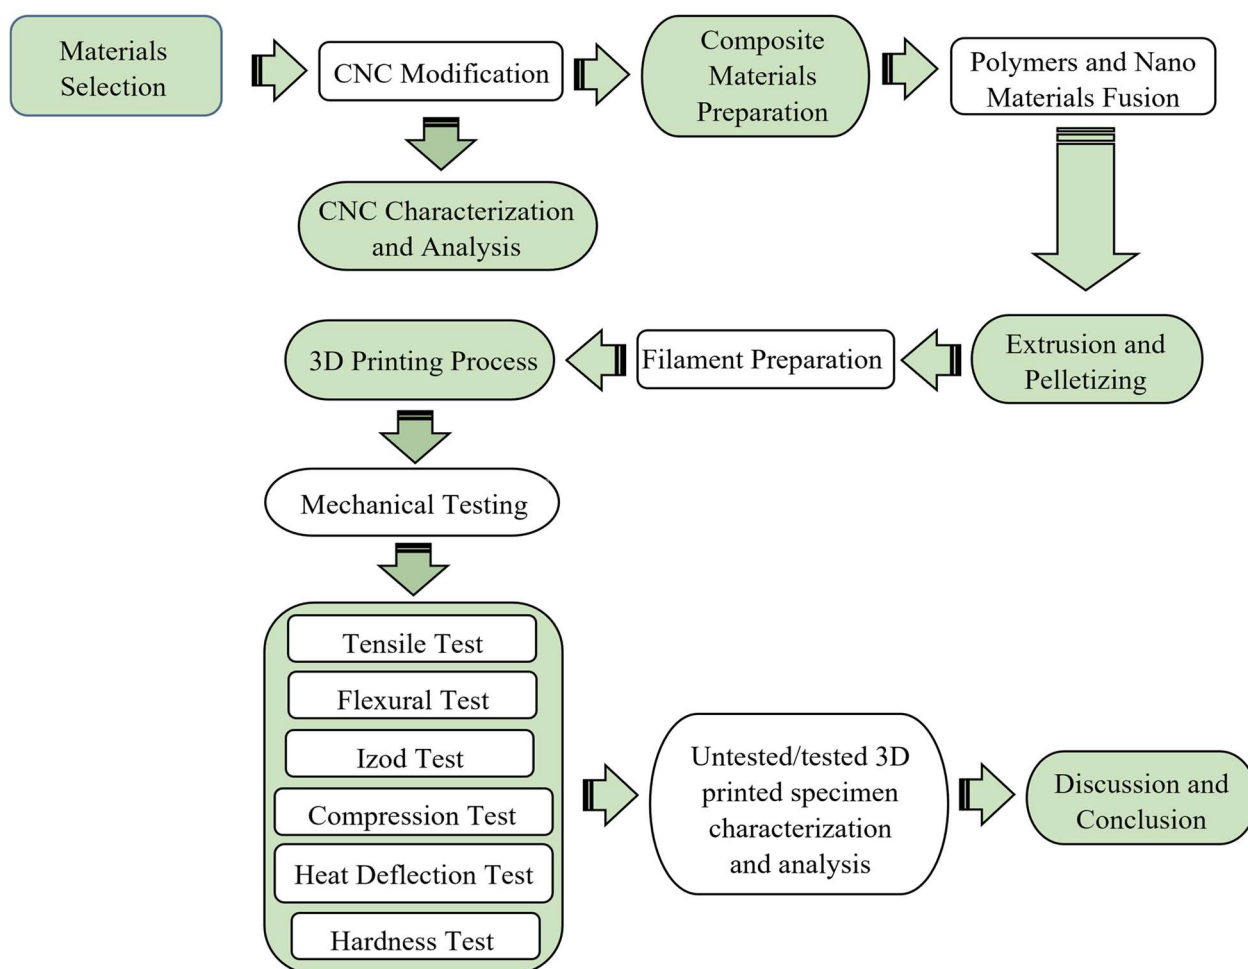 Materials
Selection
CNC Modification
Composite
Materials
Preparation
Polymers and Nano
Materials Fusion
CNC Characterization
and Analysis
Extrusion and
Pelletizing
Filament Preparation
3D Printing Process
Mechanical Testing
Tensile Test
Flexural Test
Izod Test
Compression Test
Heat Deflection Test
Hardness Test
Untested/tested 3D
printed specimen
characterization
and analysis
Discussion and
Conclusion